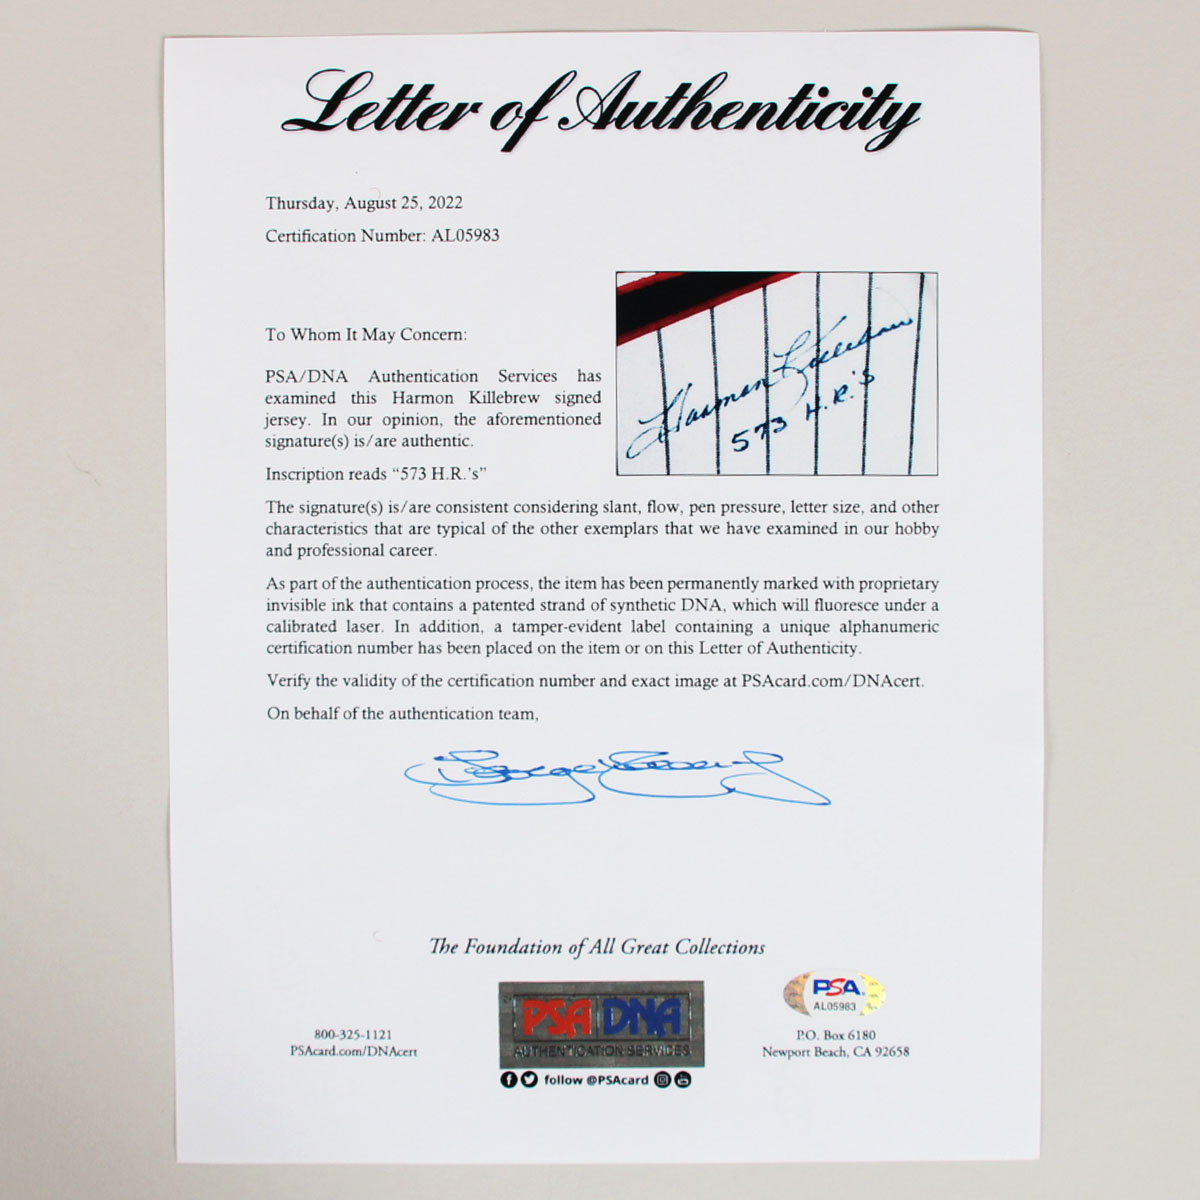 Letter of Authenticity
Thursday, August 25, 2022
Certification Number: AL05983
To Whom It May Concern:
PSA/DNA Authentication Services has
examined this Harmon Killebrew signed
jersey. In our opinion, the aforementioned
signature(s) is/are authentic.
Inscription reads "573 H.R.'s"
Harmon Killebrew
573 H.R.'s
The signature(s) is/are consistent considering slant, flow, pen pressure, letter size, and other
characteristics that are typical of the other exemplars that we have examined in our hobby
and professional career.
As part of the authentication process, the item has been permanently marked with proprietary
invisible ink that contains a patented strand of synthetic DNA, which will fluoresce under a
calibrated laser. In addition, a tamper-evident label containing a unique alphanumeric
certification number has been placed on the item or on this Letter of Authenticity.
Verify the validity of the certification number and exact image at PSAcard.com/DNAcert.
On behalf of the authentication team,
The Foundation of All Great Collections
800-325-1121
PSAcard.com/DNAcert
PSA DNA
AUTHENTICATION SERVICES
follow @PSAcard
PSA
AL05983
P.O. Box 6180
Newport Beach, CA 92658